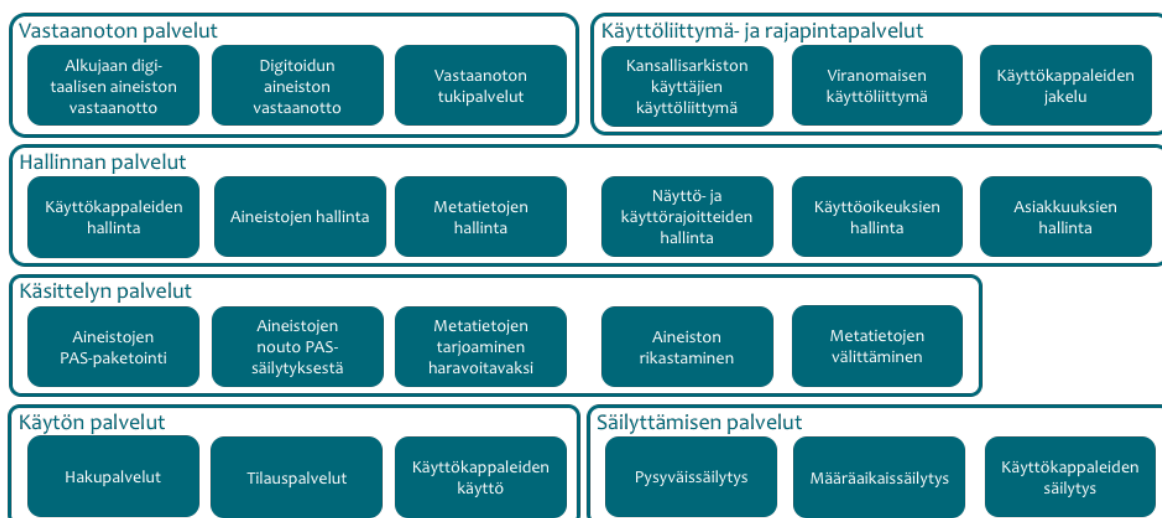 Vastaanoton palvelut
Alkujaan digi-
taalisen aineiston
vastaanotto
Digitoidun
aineiston
vastaanotto
Vastaanoton
tukipalvelut
Käyttöliittymä- ja rajapintapalvelut
Kansallisarkiston
käyttäjien
käyttöliittymä
Viranomaisen
käyttöliittymä
Käyttökappaleiden
jakelu
Hallinnan palvelut
Käyttökappaleiden
hallinta
Aineistojen hallinta
Metatietojen
hallinta
Näyttö- ja
käyttörajoitteiden
hallinta
Käyttöoikeuksien
hallinta
Asiakkuuksien
hallinta
Käsittelyn palvelut
Aineistojen
PAS-paketointi
Aineistojen
nouto PAS-
säilytyksestä
Metatietojen
tarjoaminen
haravoitavaksi
Aineiston
rikastaminen
Metatietojen
välittäminen
Käytön palvelut
Hakupalvelut
Tilauspalvelut
Käyttökappaleiden
käyttö
Säilyttämisen palvelut
Pysyväissäilytys
Määräaikaissäilytys
Käyttökappaleiden
säilytys